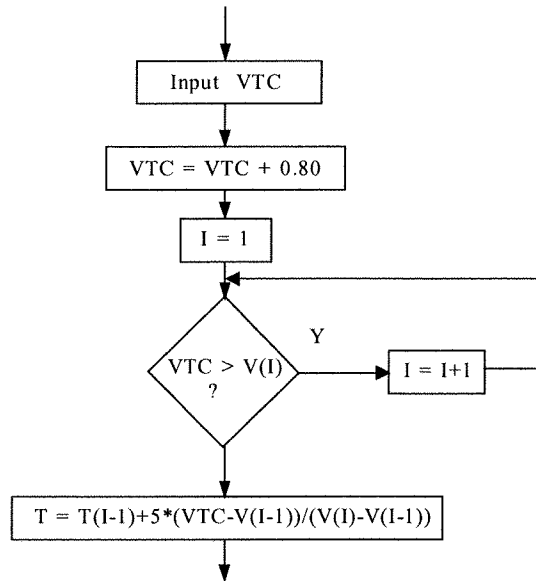 Input VTC
VTC = VTC + 0.80
I = 1
Y
VTC > V(I)
?
I = I+1
T = T(I-1)+5*(VTC-V(I-1))/(V(I)-V(I-1))